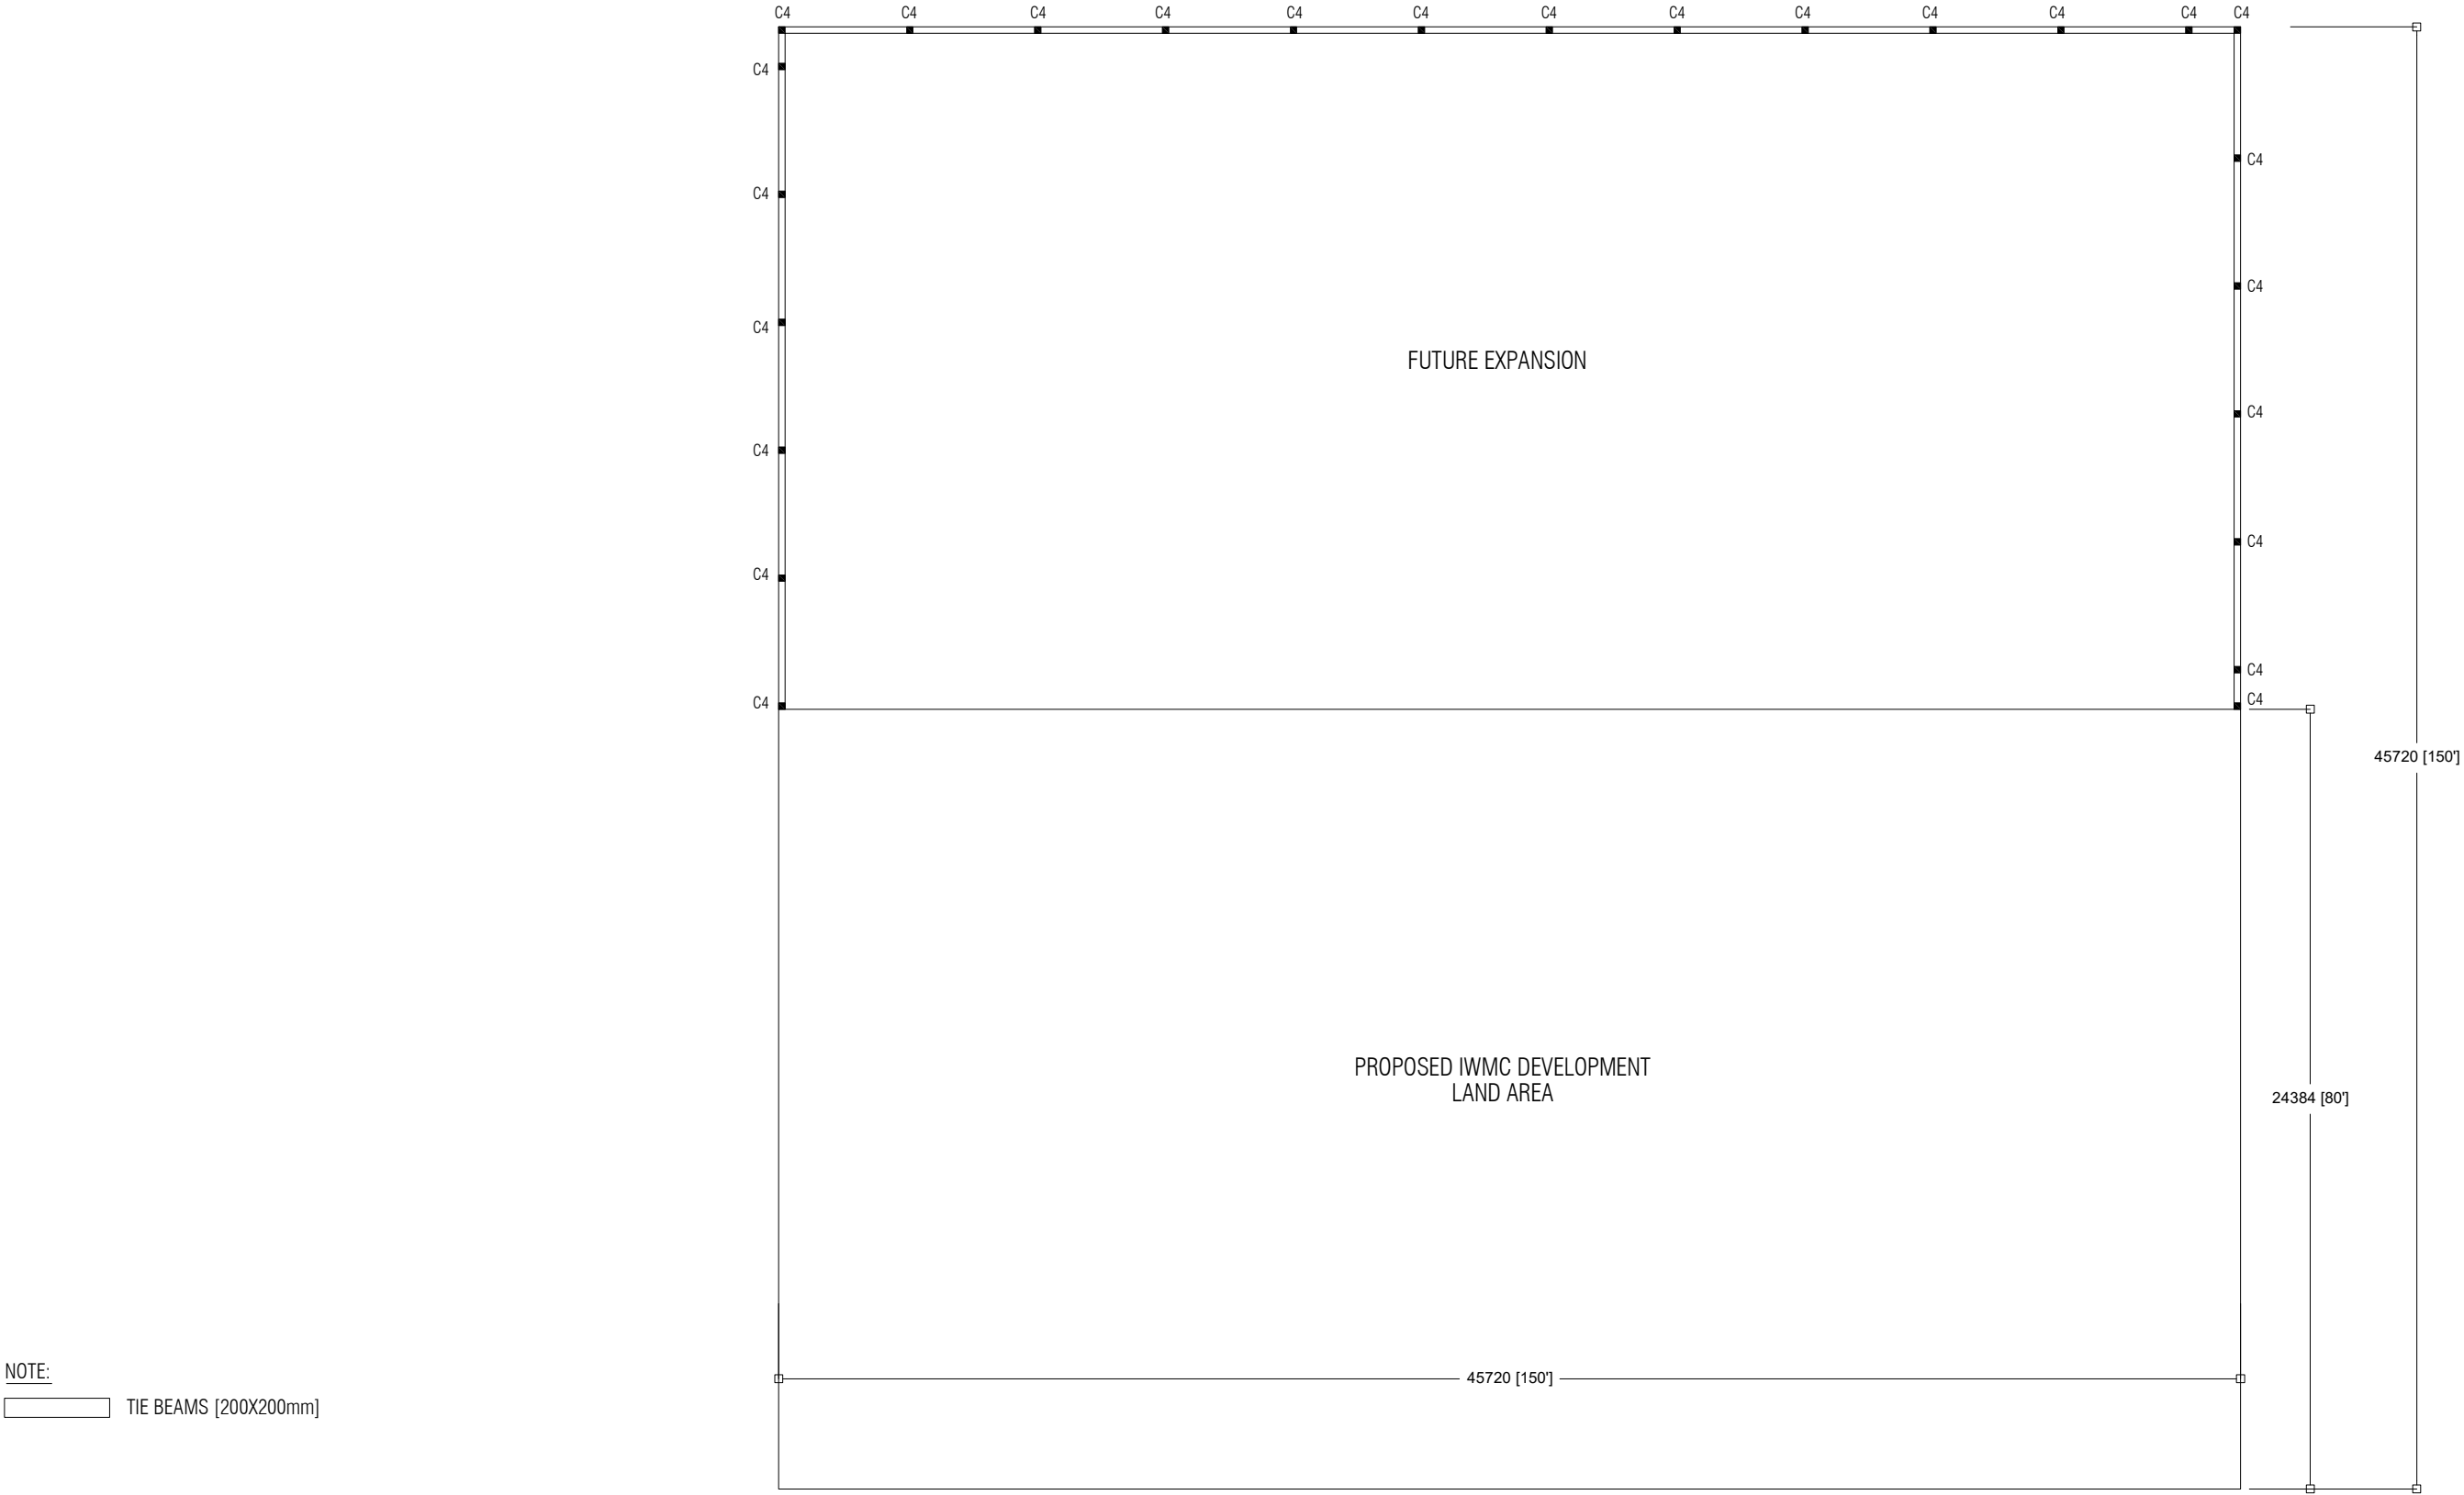 C4 C4 C4 C4 C4 C4 C4 C4 C4 C4 C4 C4 C4
C4
C4
C4
C4
C4
FUTURE EXPANSION
C4
C4
C4
C4
C4
C4
C4
C4
45720 [150']
PROPOSED IWMC DEVELOPMENT
LAND AREA
24384 [80']
NOTE:
45720 [150']
TIE BEAMS [200X200mm]